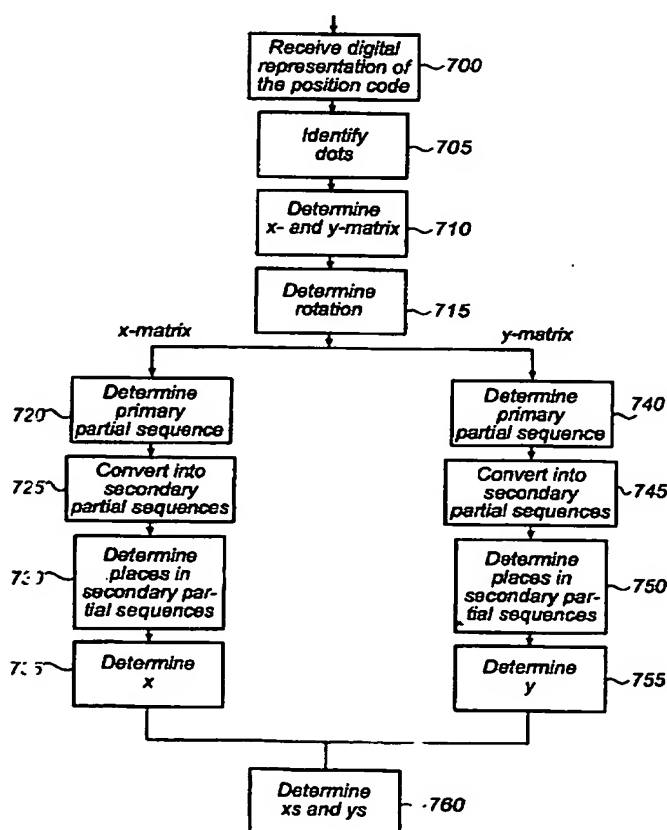 Receive digital
representation of
the position code
700
Identify
dots
705
Determine
x- and y-matrix
710
Determine
rotation
715
x-matrix
y-matrix
720
Determine
primary
partial sequence
Determine
primary
partial sequence
740
725
Convert into
secondary
partial sequences
Convert into
secondary
partial sequences
745
Determine
places in
secondary par-
tial sequences
Determine
places in
secondary par-
tial sequences
750
Determine
x
Determine
y
755
Determine
xs and ys
760